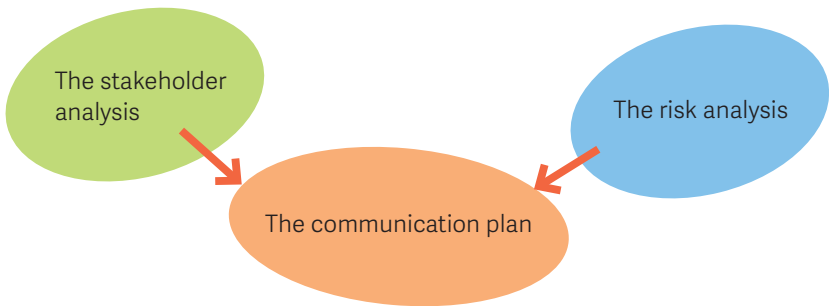 The stakeholder
analysis
The risk analysis
The communication plan